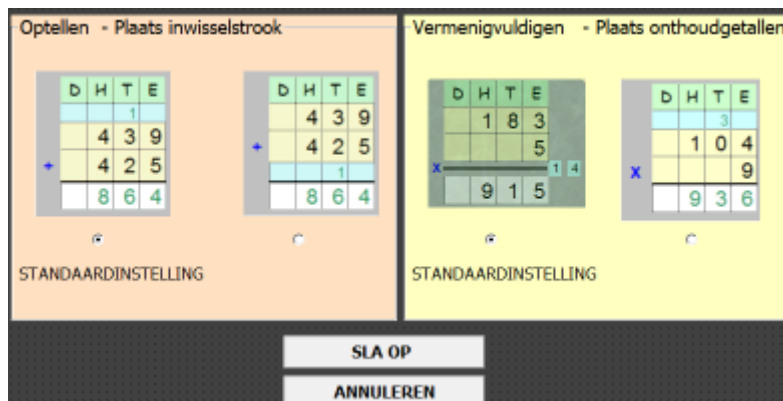 Optellen - Plaats inwisselstrook
D H T E
1
4 3 9
+ 4 2 5
8 6 4
D H T E
4 3 9
+ 4 2 5
1
8 6 4
STANDAARDINSTELLING
Vermenigvuldigen - Plaats onthoudgetallen
D H T E
1 8 3
5
x 1 4
9 1 5
D H T E
3
1 0 4
x 9
9 3 6
STANDAARDINSTELLING
SLA OP
ANNULEREN